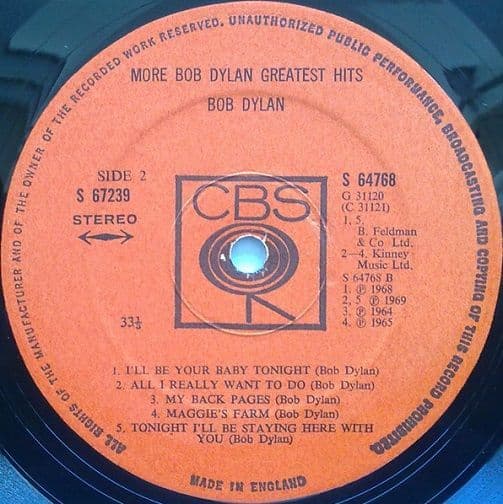 ALL RIGHTS OF THE MANUFACTURER AND OF THE OWNER OF THE RECORDED WORK RESERVED. UNAUTHORIZED PUBLIC PERFORMANCE, BROADCASTING AND COPYING OF THIS RECORD PROHIBITED.
MORE BOB DYLAN GREATEST HITS
BOB DYLAN
SIDE 2
S 67239
STEREO
CBS
S 64768
G 31120
(C 31121)
1, 5.
B. Feldman
& Co Ltd.
2—4. Kinney
Music Ltd.
S 64768 B
1. ℗ 1968
2, 5 ℗ 1969
3. ℗ 1964
4. ℗ 1965
33⅓
1. I'LL BE YOUR BABY TONIGHT (Bob Dylan)
2. ALL I REALLY WANT TO DO (Bob Dylan)
3. MY BACK PAGES (Bob Dylan)
4. MAGGIE'S FARM (Bob Dylan)
5. TONIGHT I'LL BE STAYING HERE WITH
YOU (Bob Dylan)
MADE IN ENGLAND